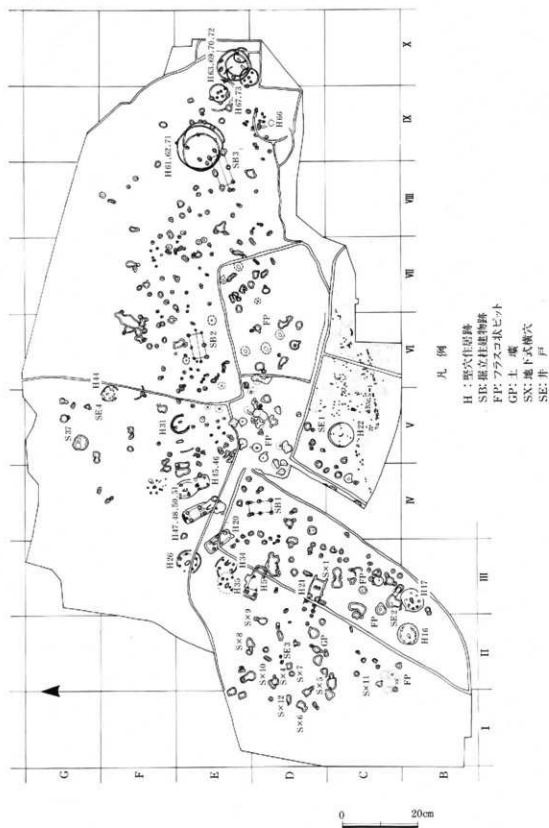 G
F
E
D
C
B
I
II
III
IV
V
VI
VII
VIII
IX
X
H63,69,70,72
H67,73
H66
H61,62,71
SB3
SB2
FP
H44
SE4
S37
H31
H45,46
H47,48,50,51
H26
H20
SB1
FP
SE1
H22
H34
H35
H5
H21
S×1
FP
FP
SE2
H17
H16
S×9
S×8
S×10
SE3
S×4
S×7
GP
S×5
S×12
S×6
S×11
FP
凡 例
H : 竪穴住居跡
SB: 掘立柱建物跡
FP: フラスコ状ピット
GP: 土 壙
SX: 地下式横穴
SE: 井 戸
0 20cm